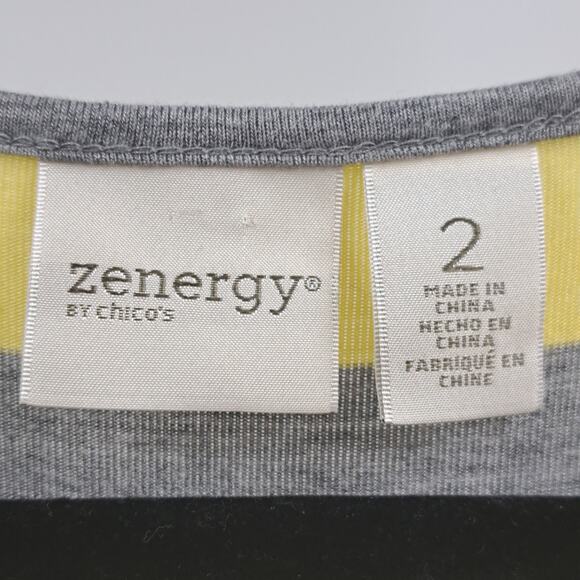 zenergy®
BY chico's
2
MADE IN
CHINA
HECHO EN
CHINA
FABRIQUÉ EN
CHINE